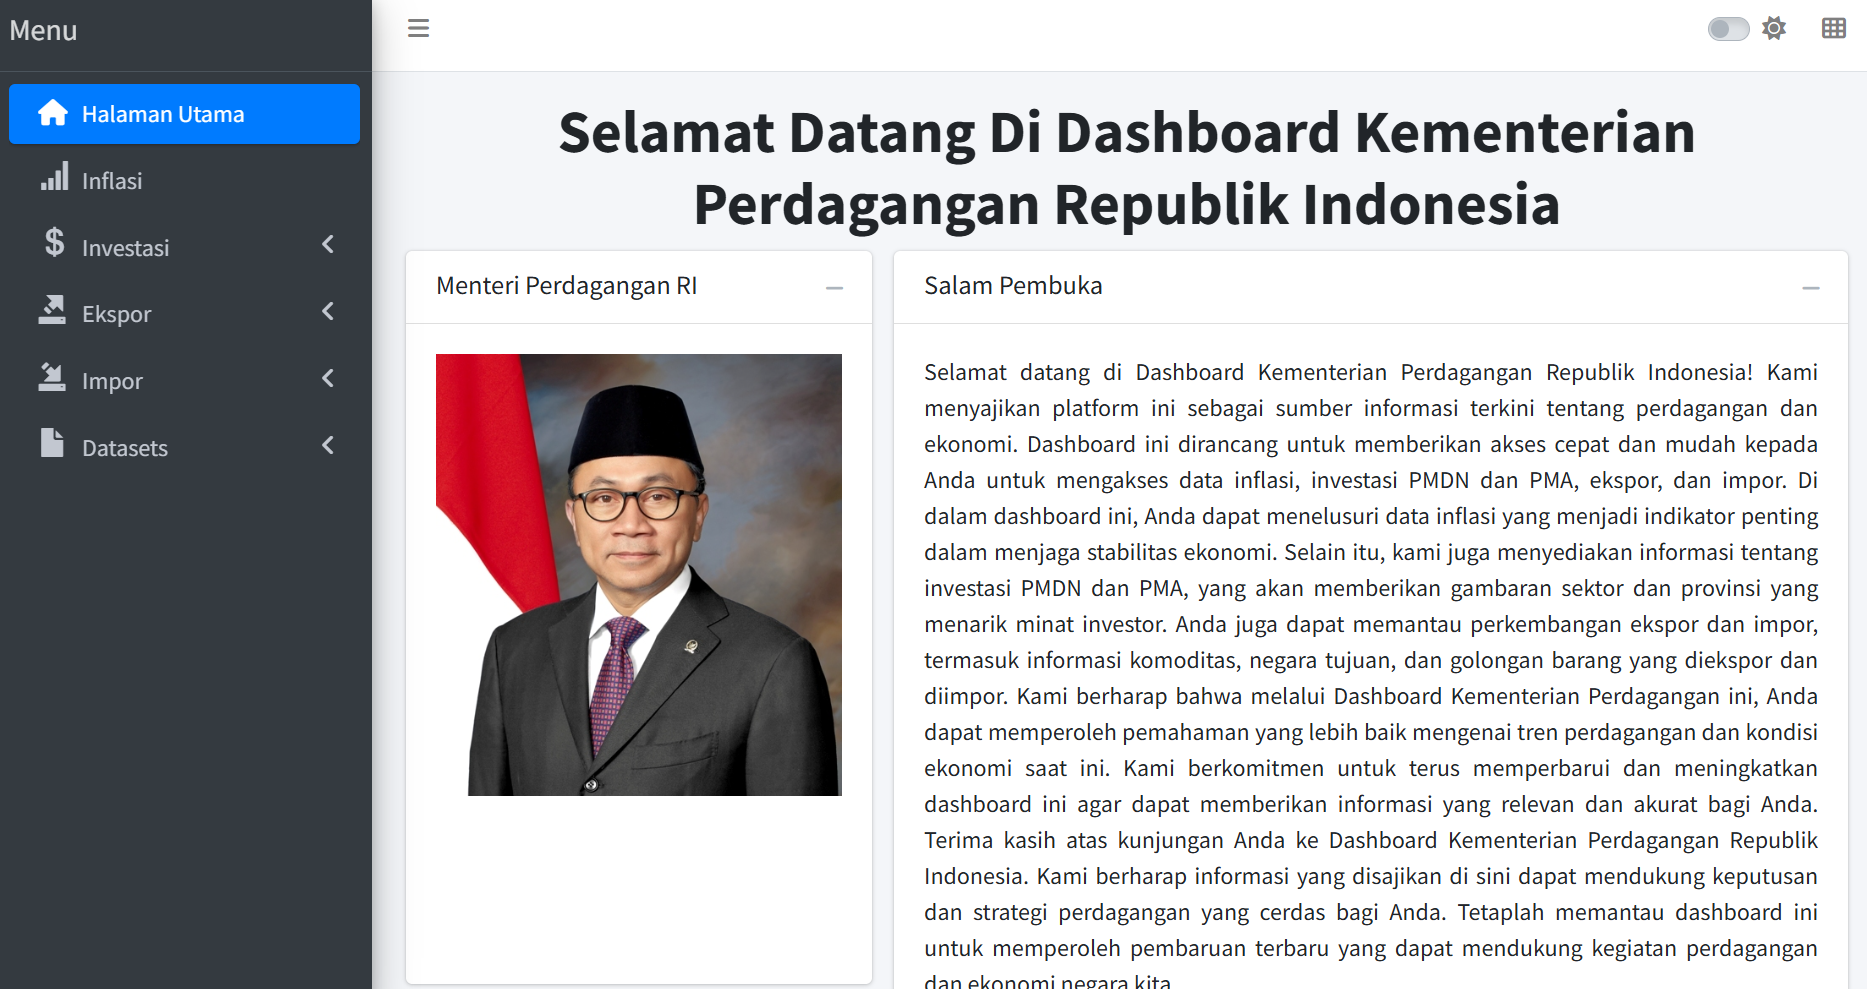 Menu
Halaman Utama
Inflasi
Investasi
Ekspor
Impor
Datasets
Selamat Datang Di Dashboard Kementerian
Perdagangan Republik Indonesia
Menteri Perdagangan RI
Salam Pembuka
Selamat datang di Dashboard Kementerian Perdagangan Republik Indonesia! Kami
menyajikan platform ini sebagai sumber informasi terkini tentang perdagangan dan
ekonomi. Dashboard ini dirancang untuk memberikan akses cepat dan mudah kepada
Anda untuk mengakses data inflasi, investasi PMDN dan PMA, ekspor, dan impor. Di
dalam dashboard ini, Anda dapat menelusuri data inflasi yang menjadi indikator penting
dalam menjaga stabilitas ekonomi. Selain itu, kami juga menyediakan informasi tentang
investasi PMDN dan PMA, yang akan memberikan gambaran sektor dan provinsi yang
menarik minat investor. Anda juga dapat memantau perkembangan ekspor dan impor,
termasuk informasi komoditas, negara tujuan, dan golongan barang yang diekspor dan
diimpor. Kami berharap bahwa melalui Dashboard Kementerian Perdagangan ini, Anda
dapat memperoleh pemahaman yang lebih baik mengenai tren perdagangan dan kondisi
ekonomi saat ini. Kami berkomitmen untuk terus memperbarui dan meningkatkan
dashboard ini agar dapat memberikan informasi yang relevan dan akurat bagi Anda.
Terima kasih atas kunjungan Anda ke Dashboard Kementerian Perdagangan Republik
Indonesia. Kami berharap informasi yang disajikan di sini dapat mendukung keputusan
dan strategi perdagangan yang cerdas bagi Anda. Tetaplah memantau dashboard ini
untuk memperoleh pembaruan terbaru yang dapat mendukung kegiatan perdagangan
dan ekonomi negara kita